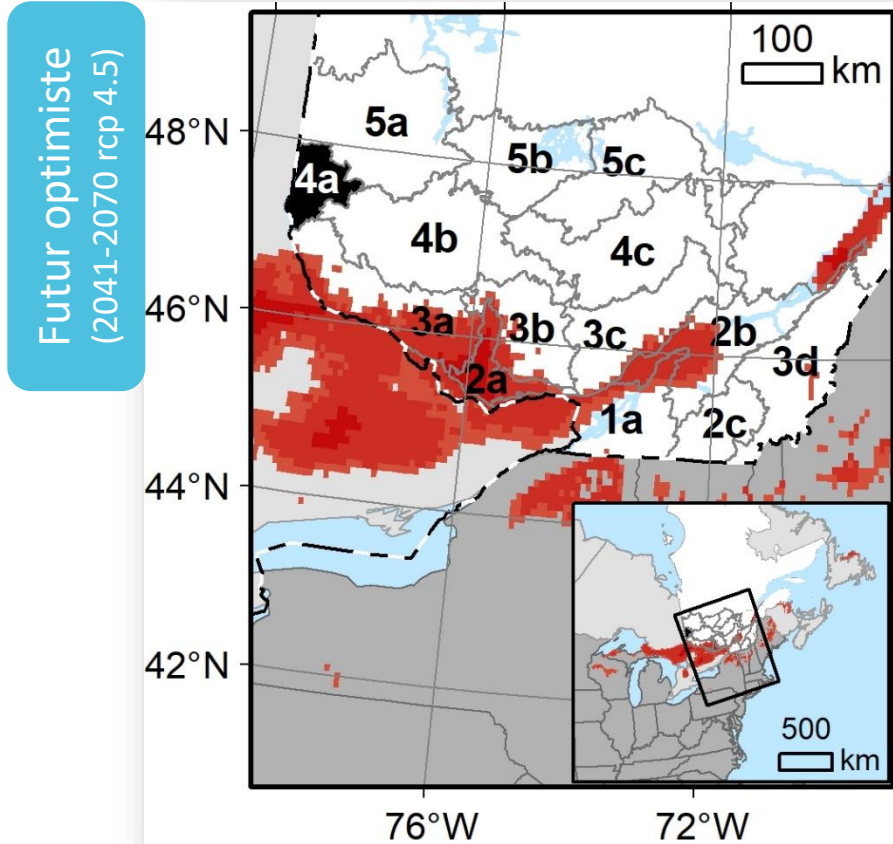 Futur optimiste
(2041-2070 rcp 4.5)
100
km
48°N
5a
5b
5c
4a
4b
4c
46°N
3a
3b
3c
2b
3d
2a
1a
2c
44°N
42°N
500
km
76°W
72°W